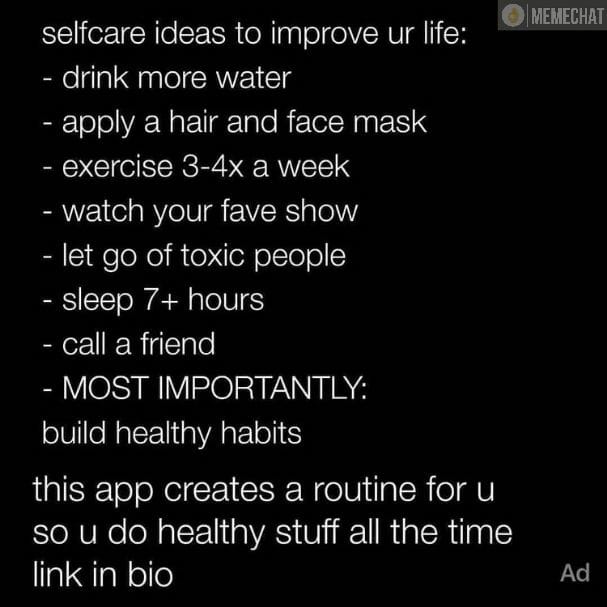 MEMECHAT
selfcare ideas to improve ur life:
- drink more water
- apply a hair and face mask
- exercise 3-4x a week
- watch your fave show
- let go of toxic people
- sleep 7+ hours
- call a friend
- MOST IMPORTANTLY:
build healthy habits
this app creates a routine for u
so u do healthy stuff all the time
link in bio
Ad